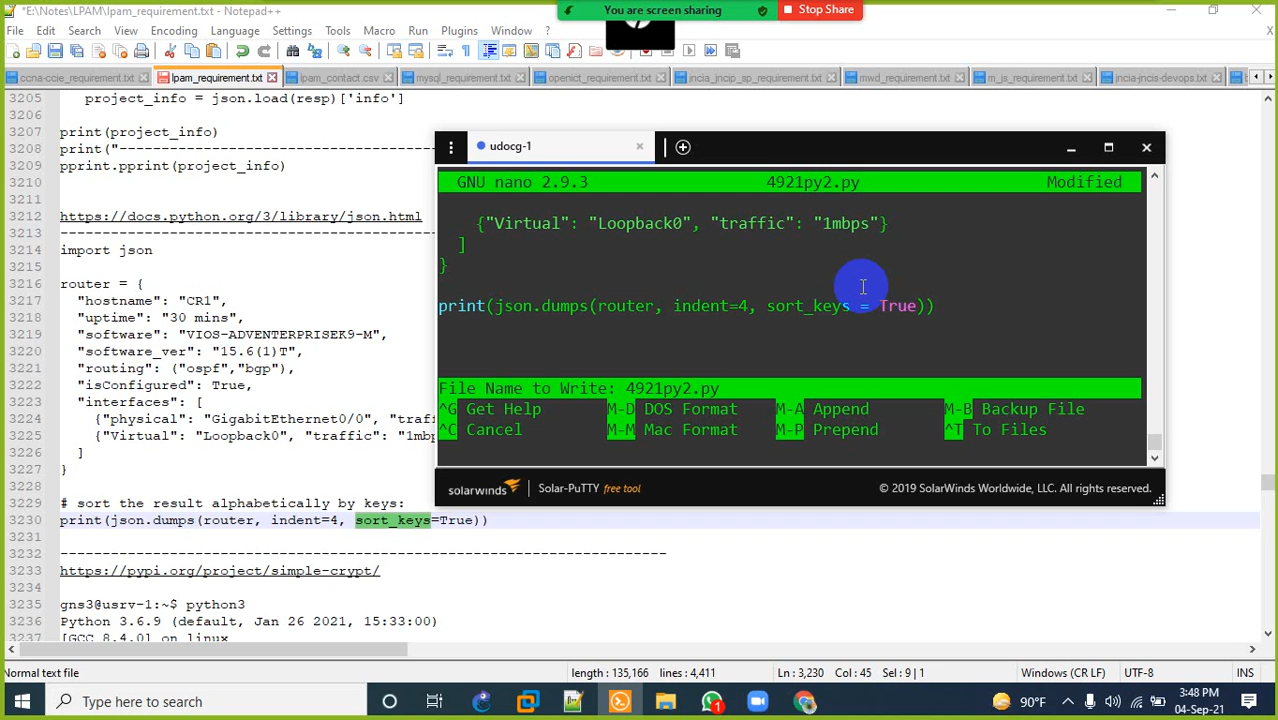 *E:\Notes\LPAM\lpam_requirement.txt - Notepad++
You are screen sharing
Stop Share
File Edit Search View Encoding Language Settings Tools Macro Run Plugins Window ?
ccna-ccie_requirement.txt lpam_requirement.txt ipam_contact.csv mysql_requirement.txt openict_requirement.txt jncia_jncip_sp_requirement.txt mwd_requirement.txt m_js_requirement.txt jncia-jncis-devops.txt
3205 project_info = json.load(resp)['info']
3206
3207 print(project_info)
3208 print("-------------------------------------
3209 pprint.pprint(project_info)
3210
3211
3212 https://docs.python.org/3/library/json.html
3213 --------------------------------------------
3214 import json
3215
3216 router = {
3217 "hostname": "CR1",
3218 "uptime": "30 mins",
3219 "software": "VIOS-ADVENTERPRISEK9-M",
3220 "software_ver": "15.6(1)T",
3221 "routing": ("ospf","bgp"),
3222 "isConfigured": True,
3223 "interfaces": [
3224 {"physical": "GigabitEthernet0/0", "traf
3225 {"Virtual": "Loopback0", "traffic": "1mb
3226 ]
3227 }
3228
3229 # sort the result alphabetically by keys:
3230 print(json.dumps(router, indent=4, sort_keys=True))
3231
3232 ------------------------------------------------------------------------
3233 https://pypi.org/project/simple-crypt/
3234
3235 gns3@usrv-1:~$ python3
3236 Python 3.6.9 (default, Jan 26 2021, 15:33:00)
3237 [GCC 8.4.0] on linux
udocg-1
GNU nano 2.9.3 4921py2.py Modified
{"Virtual": "Loopback0", "traffic": "1mbps"}
]
}
print(json.dumps(router, indent=4, sort_keys = True))
File Name to Write: 4921py2.py
^G Get Help M-D DOS Format M-A Append M-B Backup File
^C Cancel M-M Mac Format M-P Prepend ^T To Files
solarwinds Solar-PuTTY free tool © 2019 SolarWinds Worldwide, LLC. All rights reserved.
Normal text file length : 135,166 lines : 4,411 Ln : 3,230 Col : 45 Sel : 9 | 1 Windows (CR LF) UTF-8 INS
Type here to search
1
90°F
3:48 PM
04-Sep-21